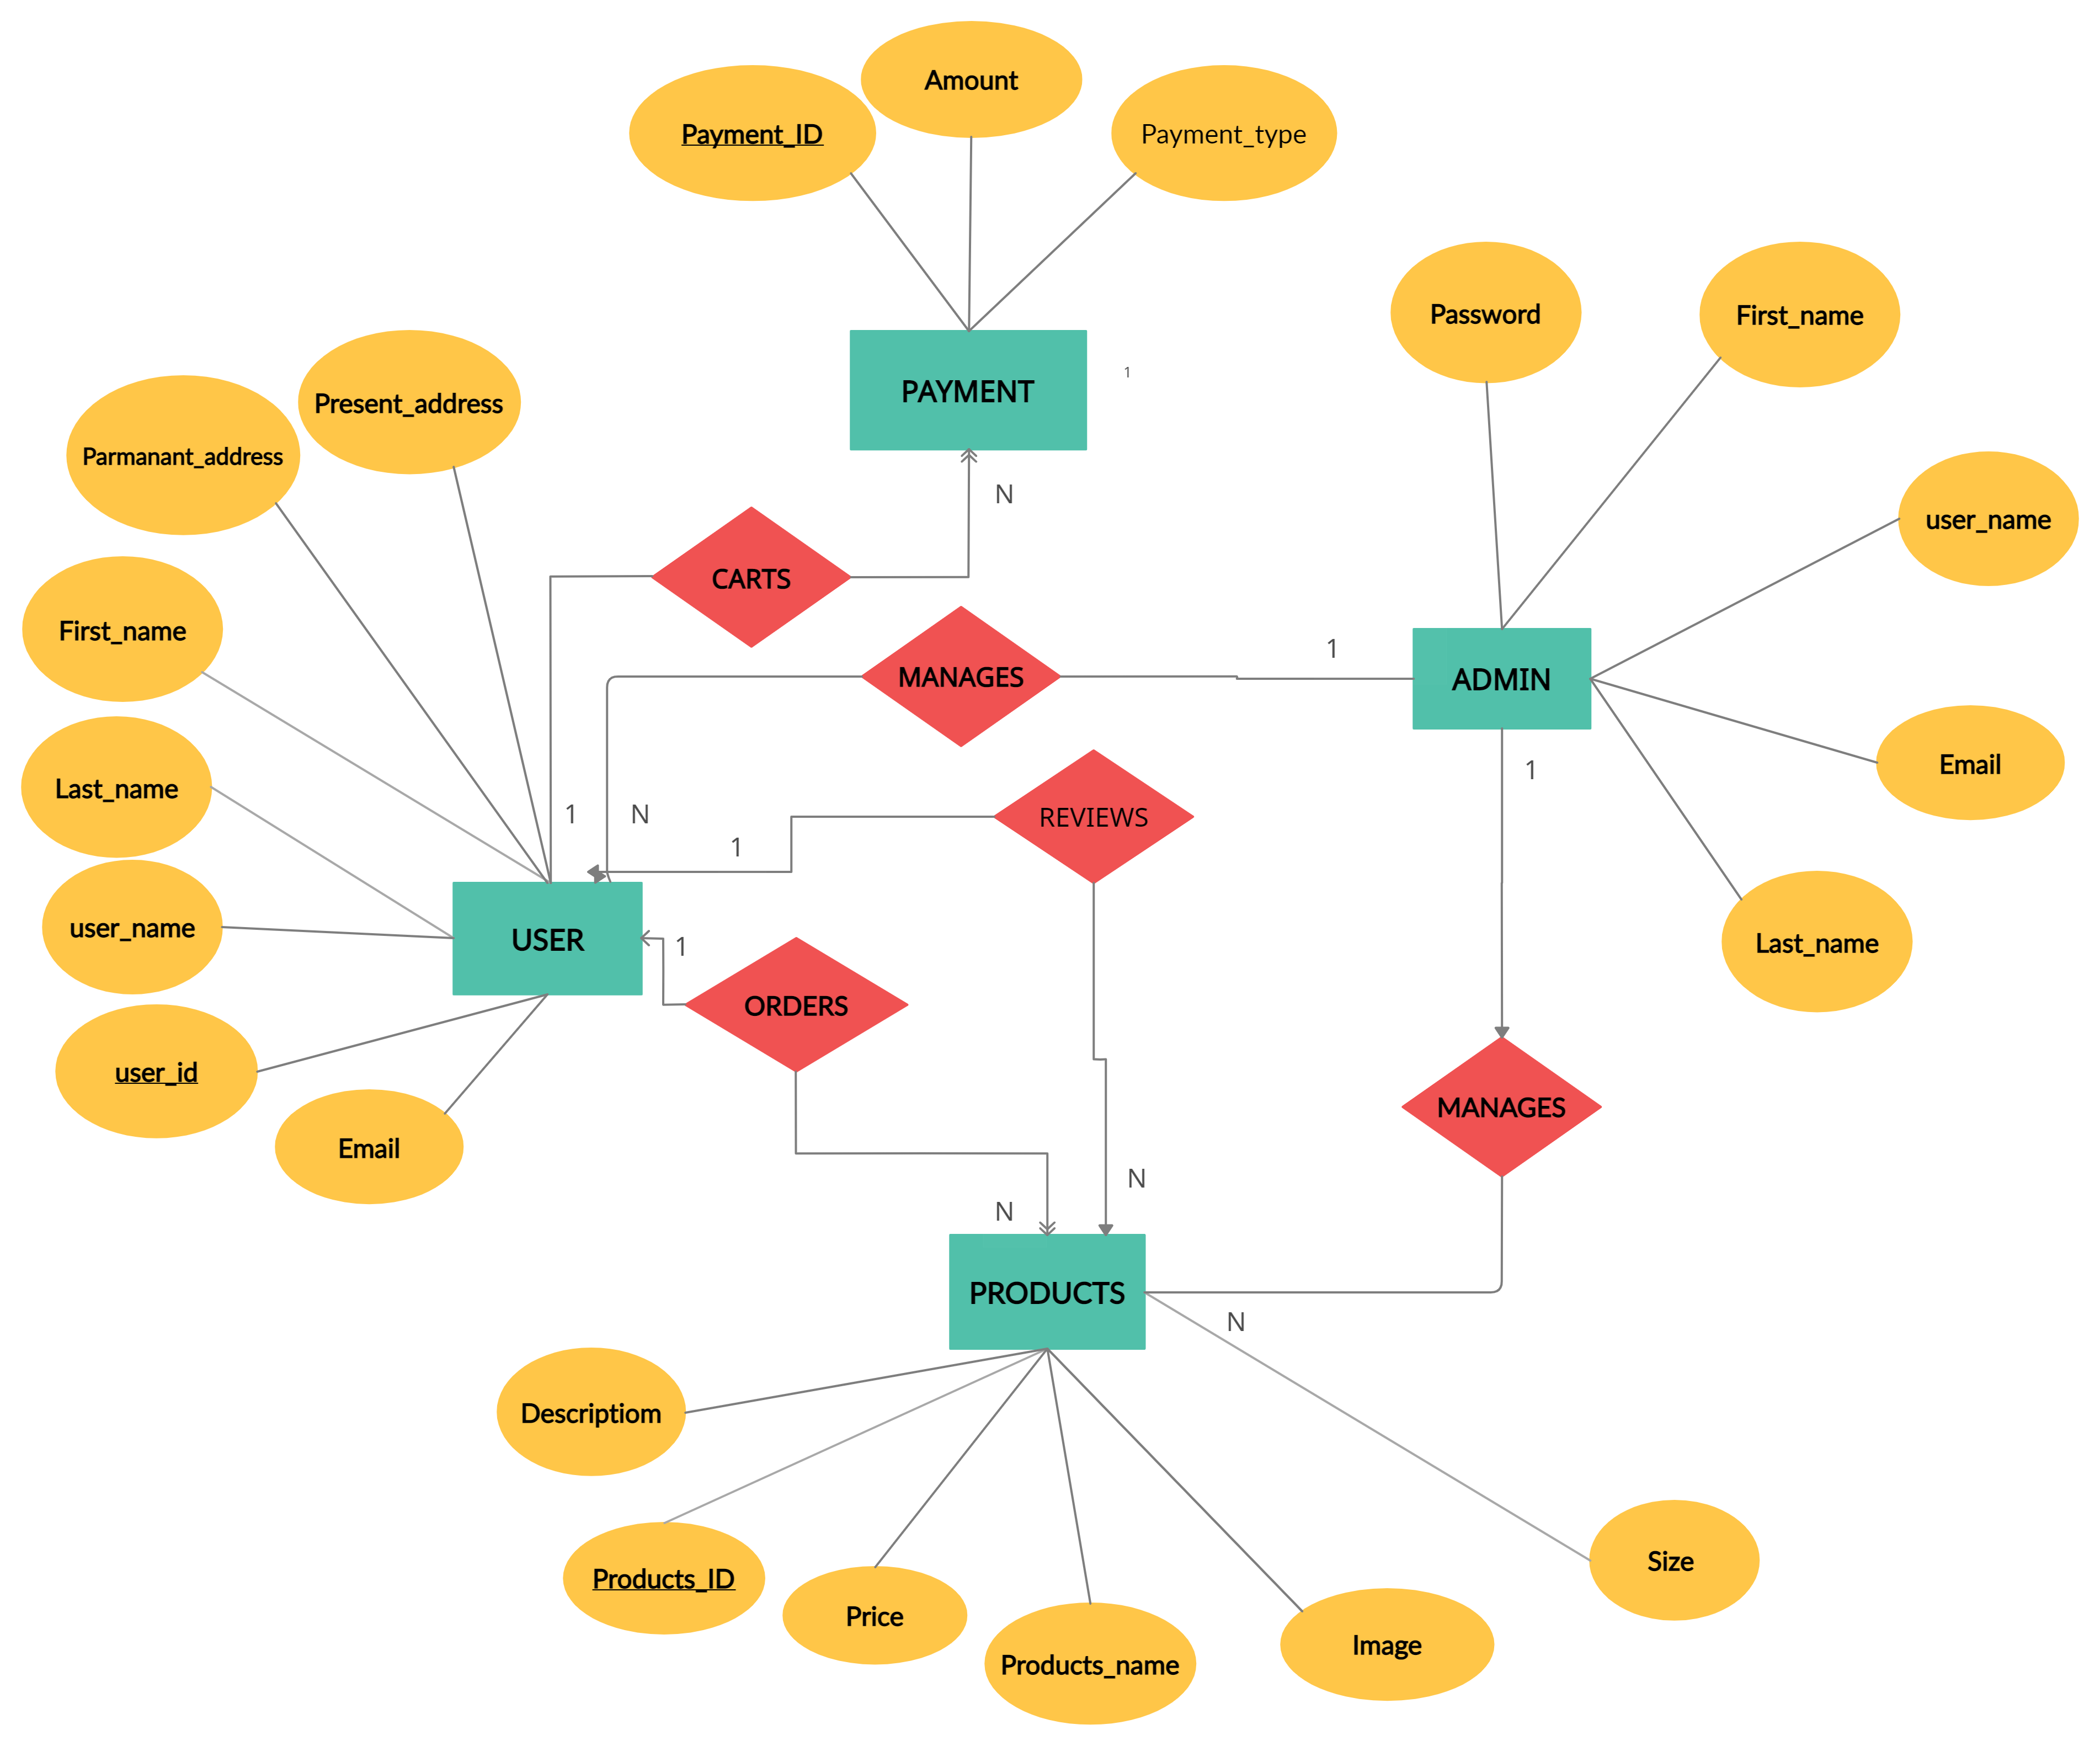 Amount
Payment_ID
Payment_type
Password
First_name
PAYMENT
1
Present_address
Parmanant_address
N
user_name
CARTS
First_name
1
MANAGES
ADMIN
Email
1
Last_name
1
N
REVIEWS
1
user_name
USER
1
Last_name
ORDERS
user_id
MANAGES
Email
N
N
PRODUCTS
N
Descriptiom
Size
Products_ID
Price
Image
Products_name